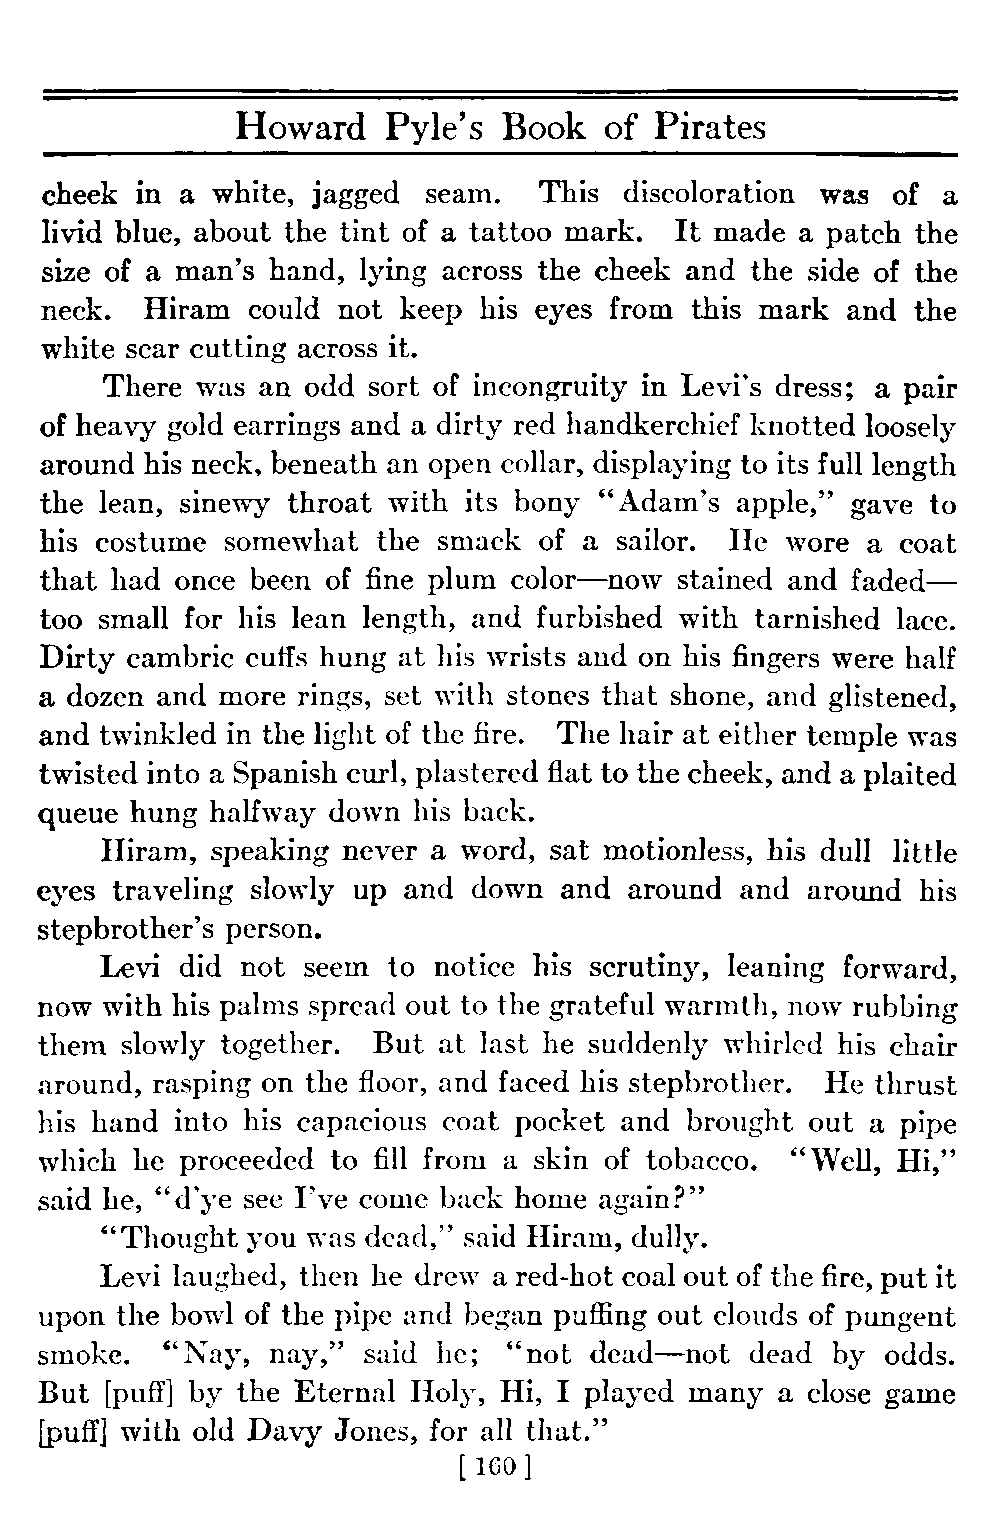 Howard Pyle's Book of Pirates
cheek in a white, jagged seam. This discoloration was of a
livid blue, about the tint of a tattoo mark. It made a patch the
size of a man's hand, lying across the cheek and the side of the
neck. Hiram could not keep his eyes from this mark and the
white scar cutting across it.
There was an odd sort of incongruity in Levi's dress; a pair
of heavy gold earrings and a dirty red handkerchief knotted loosely
around his neck, beneath an open collar, displaying to its full length
the lean, sinewy throat with its bony "Adam's apple," gave to
his costume somewhat the smack of a sailor. He wore a coat
that had once been of fine plum color—now stained and faded—
too small for his lean length, and furbished with tarnished lace.
Dirty cambric cuffs hung at his wrists and on his fingers were half
a dozen and more rings, set with stones that shone, and glistened,
and twinkled in the light of the fire. The hair at either temple was
twisted into a Spanish curl, plastered flat to the cheek, and a plaited
queue hung halfway down his back.
Hiram, speaking never a word, sat motionless, his dull little
eyes traveling slowly up and down and around and around his
stepbrother's person.
Levi did not seem to notice his scrutiny, leaning forward,
now with his palms spread out to the grateful warmth, now rubbing
them slowly together. But at last he suddenly whirled his chair
around, rasping on the floor, and faced his stepbrother. He thrust
his hand into his capacious coat pocket and brought out a pipe
which he proceeded to fill from a skin of tobacco. "Well, Hi,"
said he, "d'ye see I've come back home again?"
"Thought you was dead," said Hiram, dully.
Levi laughed, then he drew a red-hot coal out of the fire, put it
upon the bowl of the pipe and began puffing out clouds of pungent
smoke. "Nay, nay," said he; "not dead—not dead by odds.
But [puff] by the Eternal Holy, Hi, I played many a close game
[puff] with old Davy Jones, for all that."
[ 160 ]